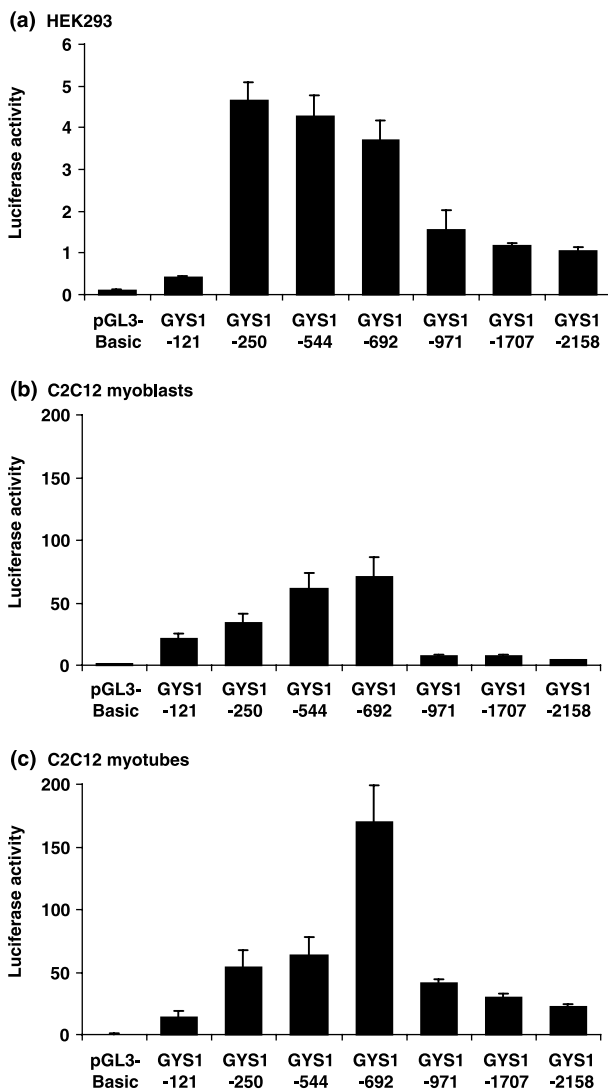 (a) HEK293
Luciferase activity
6
5
4
3
2
1
0
pGL3- GYS1 GYS1 GYS1 GYS1 GYS1 GYS1 GYS1
Basic -121 -250 -544 -692 -971 -1707 -2158
(b) C2C12 myoblasts
Luciferase activity
200
150
100
50
0
pGL3- GYS1 GYS1 GYS1 GYS1 GYS1 GYS1 GYS1
Basic -121 -250 -544 -692 -971 -1707 -2158
(c) C2C12 myotubes
Luciferase activity
200
150
100
50
0
pGL3- GYS1 GYS1 GYS1 GYS1 GYS1 GYS1 GYS1
Basic -121 -250 -544 -692 -971 -1707 -2158